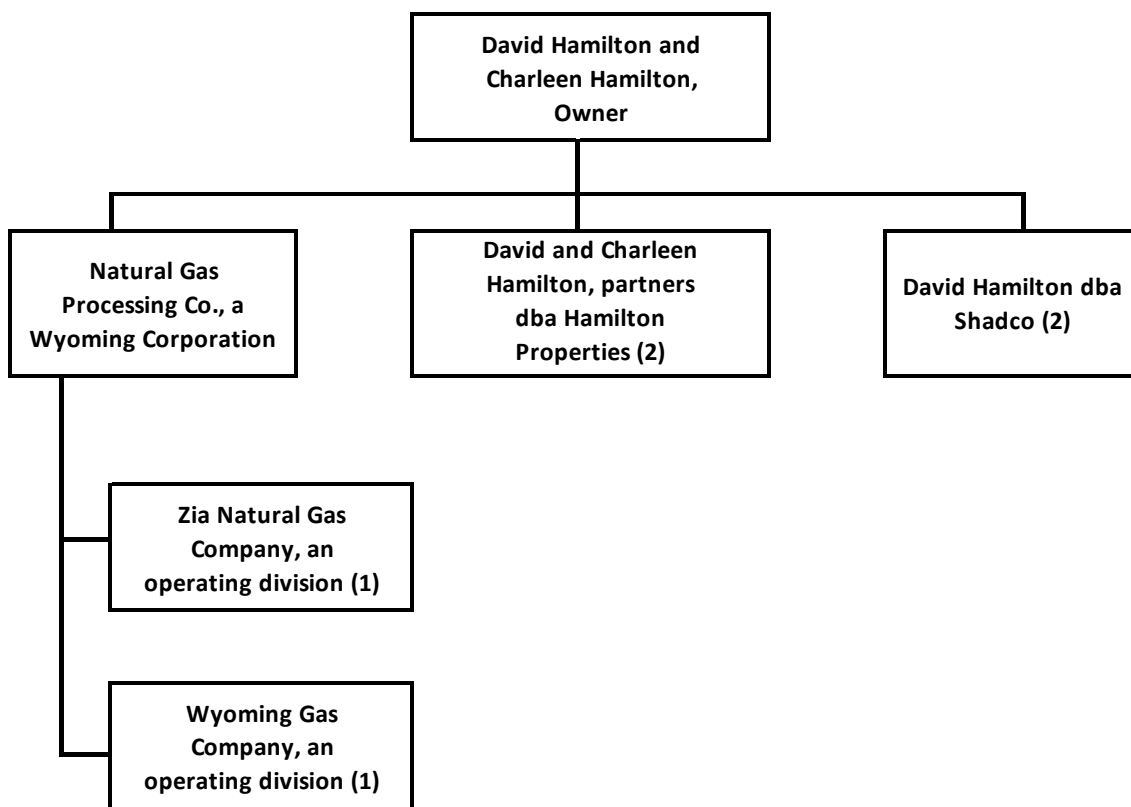 David Hamilton and
Charleen Hamilton,
Owner
Natural Gas
Processing Co., a
Wyoming Corporation
David and Charleen
Hamilton, partners
dba Hamilton
Properties (2)
David Hamilton dba
Shadco (2)
Zia Natural Gas
Company, an
operating division (1)
Wyoming Gas
Company, an
operating division (1)